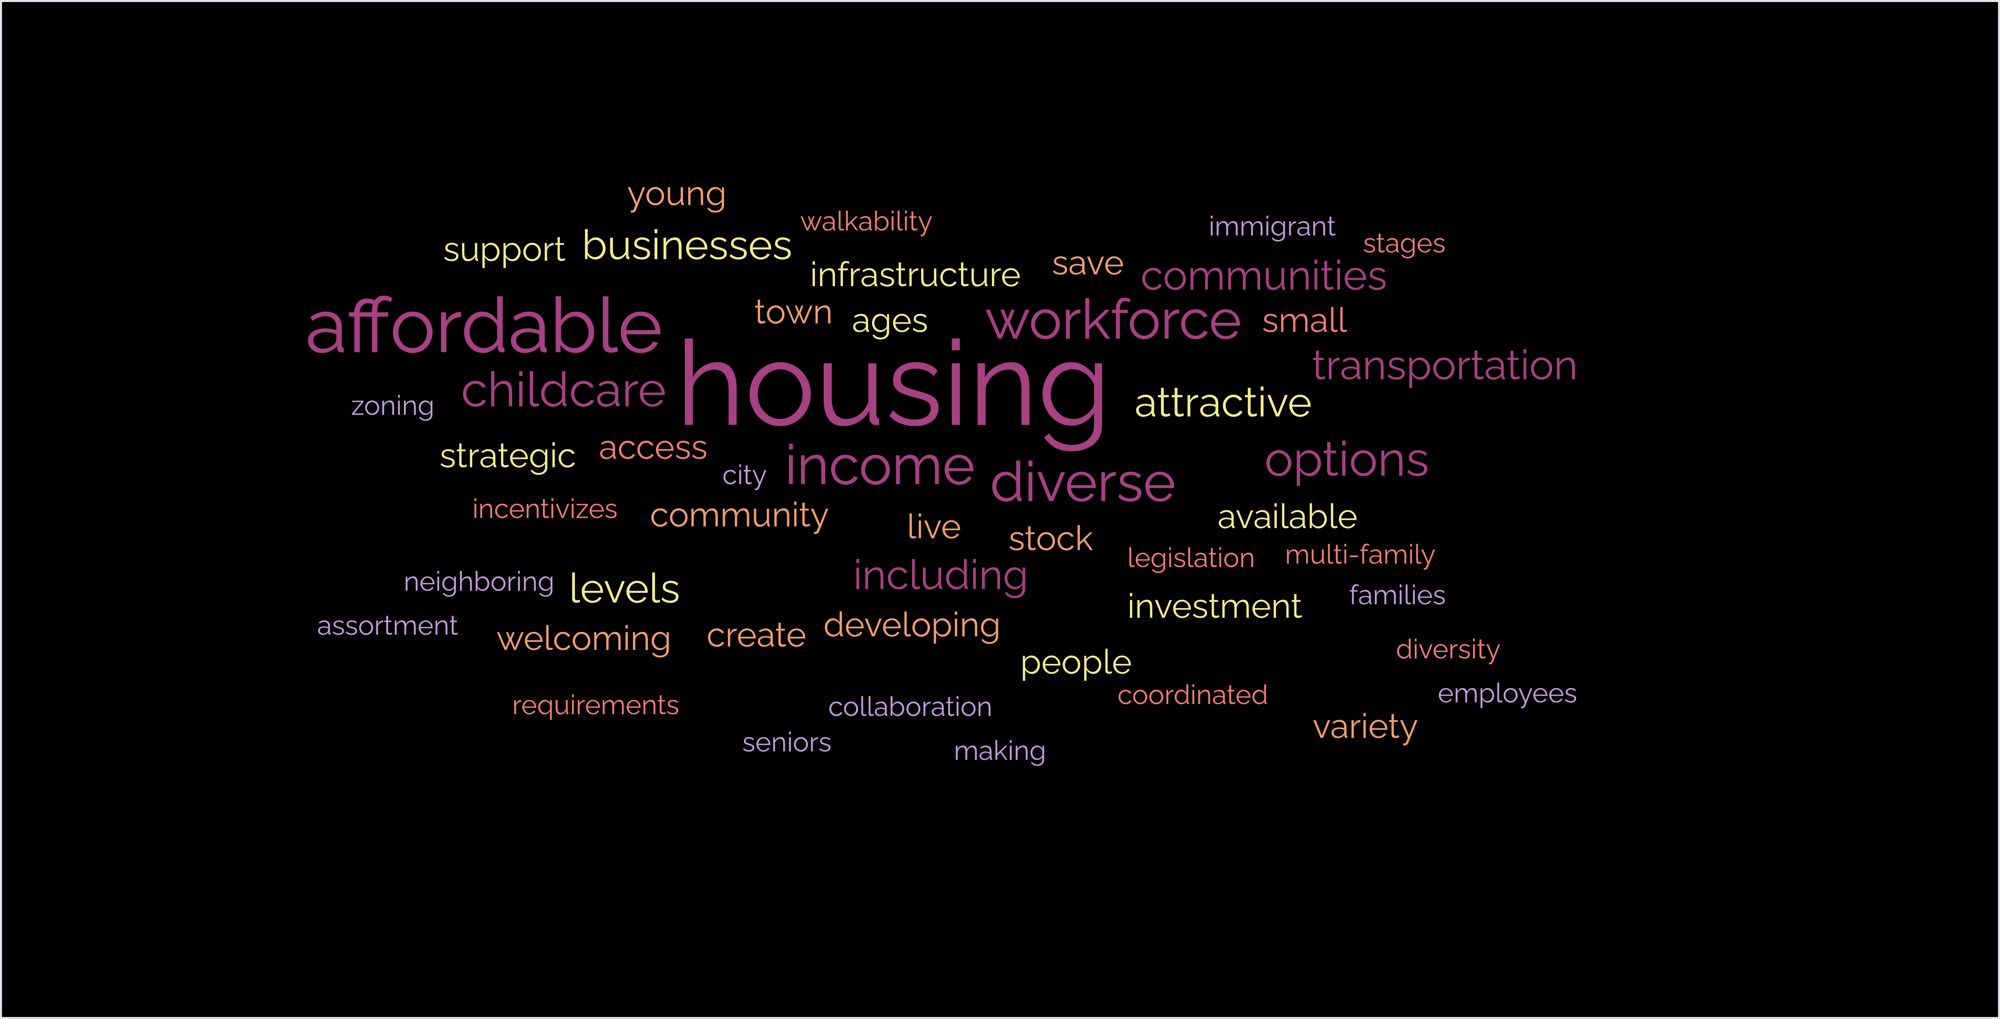 young
walkability
immigrant
support businesses
stages
infrastructure
save
communities
affordable
town
ages
workforce
small
housing
transportation
childcare
zoning
attractive
strategic
access
city
income
diverse
options
incentivizes
community
live
stock
available
legislation
multi-family
neighboring
levels
including
investment
families
assortment
welcoming
create
developing
people
diversity
requirements
collaboration
coordinated
employees
seniors
making
variety